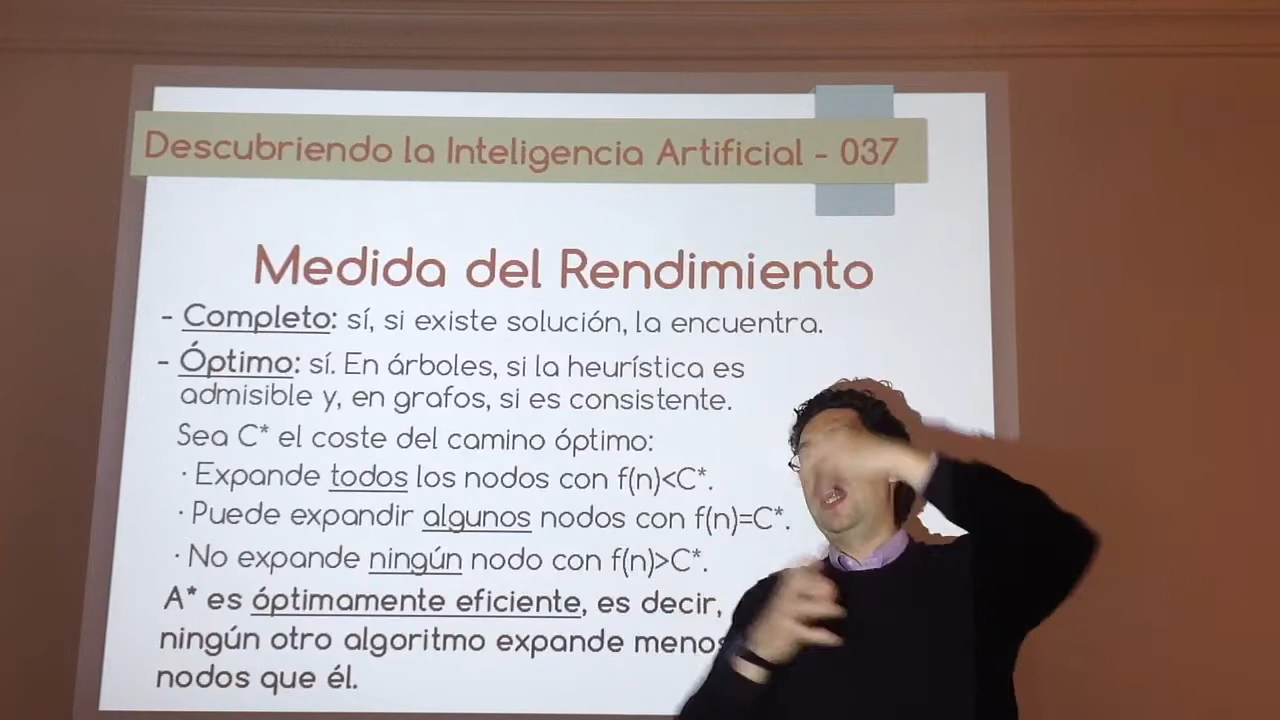 Descubriendo la Inteligencia Artificial - 037
Medida del Rendimiento
- Completo: sí, si existe solución, la encuentra.
- Óptimo: sí. En árboles, si la heurística es
admisible y, en grafos, si es consistente.
Sea C* el coste del camino óptimo:
· Expande todos los nodos con f(n)<C*.
· Puede expandir algunos nodos con f(n)=C*.
· No expande ningún nodo con f(n)>C*.
A* es óptimamente eficiente, es decir,
ningún otro algoritmo expande menos
nodos que él.